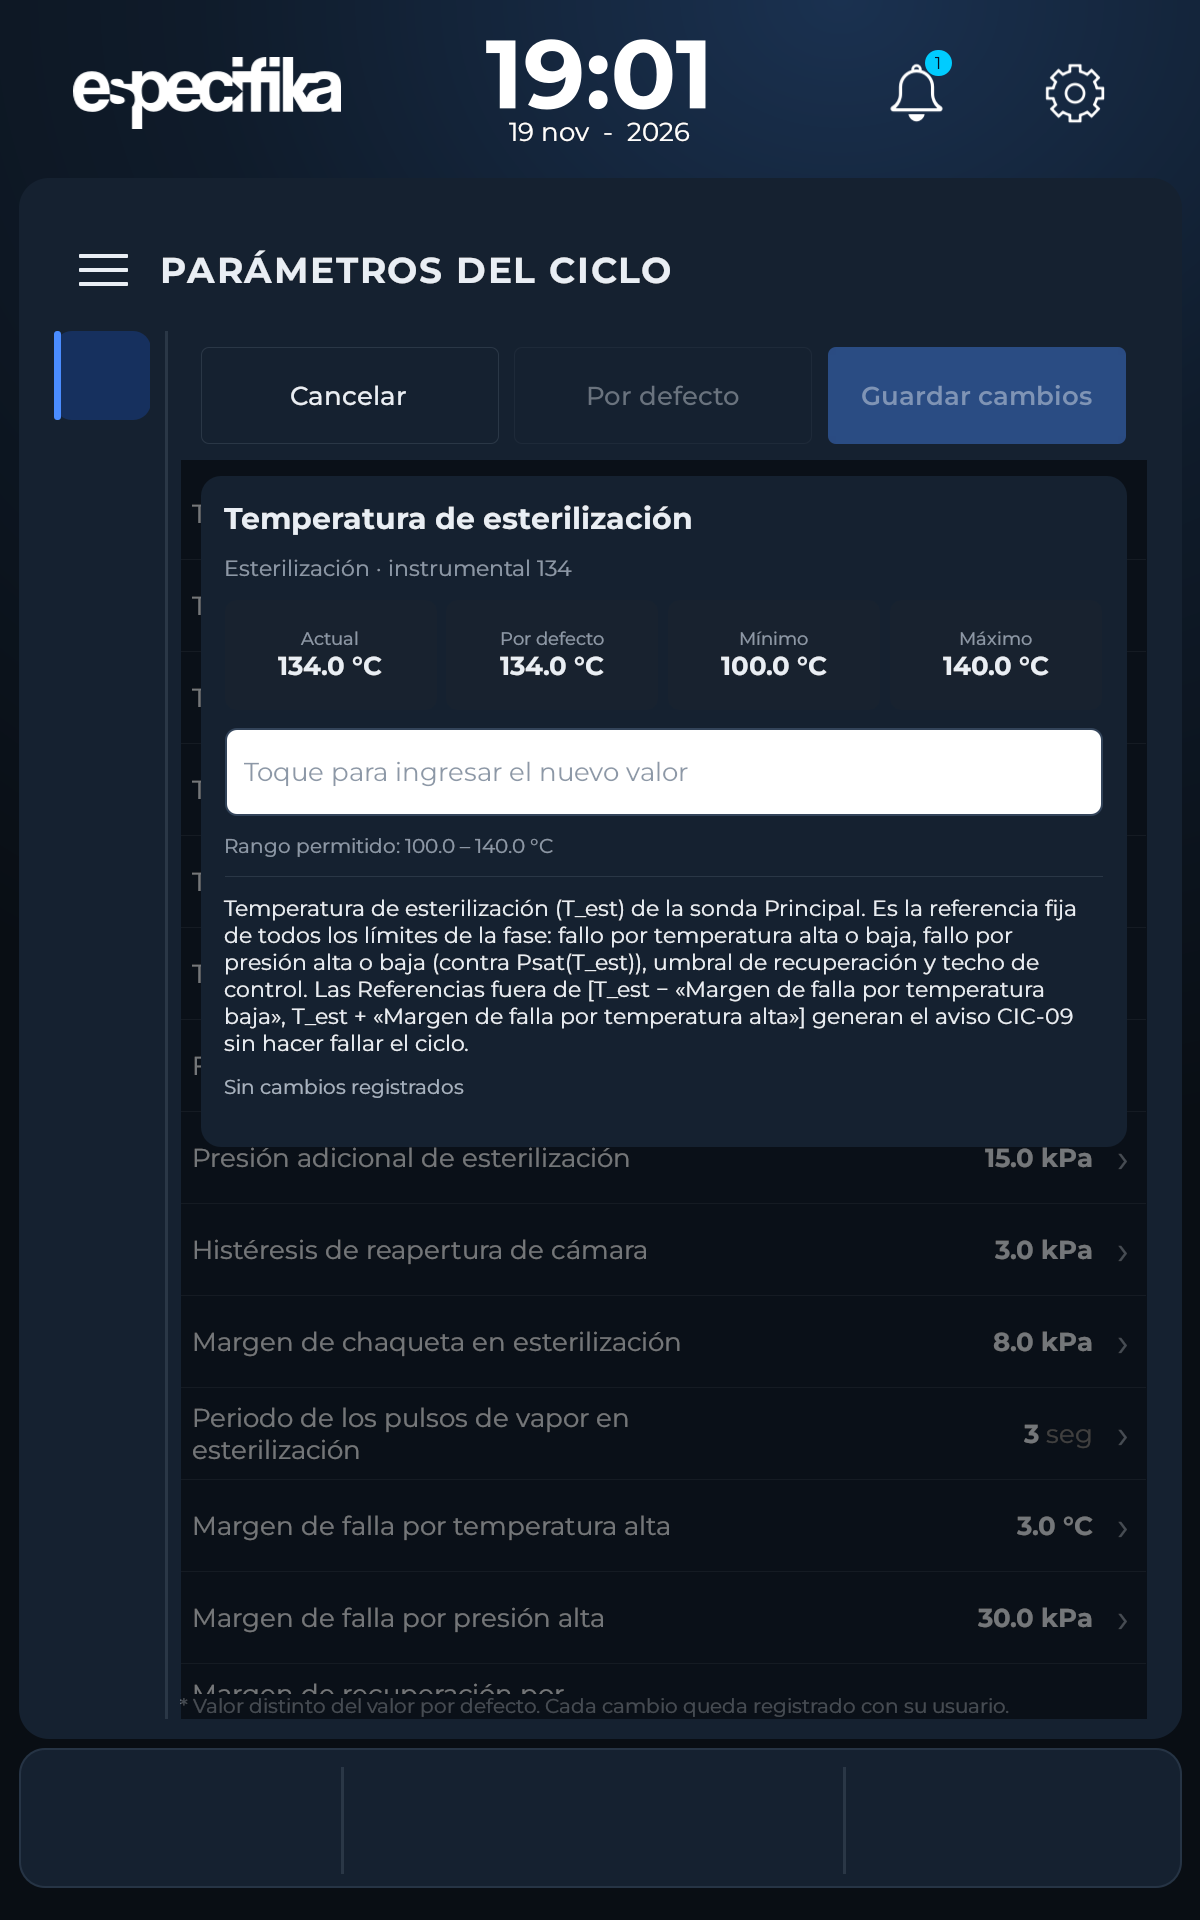 especifika
19:01
19 nov - 2026
1
PARÁMETROS DEL CICLO
Cancelar
Por defecto
Guardar cambios
Temperatura de esterilización
Esterilización · instrumental 134
Actual
134.0 °C
Por defecto
134.0 °C
Mínimo
100.0 °C
Máximo
140.0 °C
Toque para ingresar el nuevo valor
Rango permitido: 100.0 – 140.0 °C
Temperatura de esterilización (T_est) de la sonda Principal. Es la referencia fija
de todos los límites de la fase: fallo por temperatura alta o baja, fallo por
presión alta o baja (contra Psat(T_est)), umbral de recuperación y techo de
control. Las Referencias fuera de [T_est − «Margen de falla por temperatura
baja», T_est + «Margen de falla por temperatura alta»] generan el aviso CIC-09
sin hacer fallar el ciclo.
Sin cambios registrados
Presión adicional de esterilización 15.0 kPa
Histéresis de reapertura de cámara 3.0 kPa
Margen de chaqueta en esterilización 8.0 kPa
Periodo de los pulsos de vapor en
esterilización 3 seg
Margen de falla por temperatura alta 3.0 °C
Margen de falla por presión alta 30.0 kPa
Margen de recuperación por
* Valor distinto del valor por defecto. Cada cambio queda registrado con su usuario.